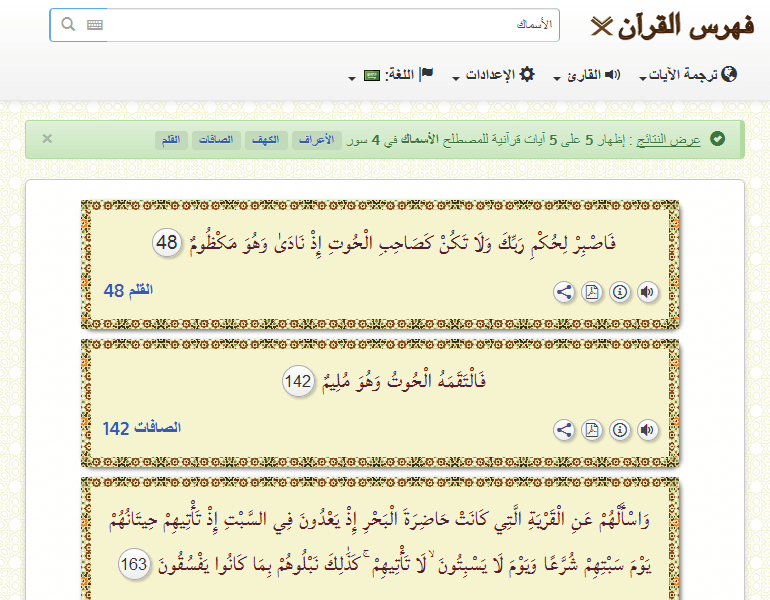 فهرس القرآن
الأسماك
ترجمة الآيات القارئ الإعدادات اللغة:
عرض النتائج : إظهار 5 على 5 آيات قرآنية للمصطلح الأسماك في 4 سور الأعراف الكهف الصافات القلم ×
فَاصْبِرْ لِحُكْمِ رَبِّكَ وَلَا تَكُنْ كَصَاحِبِ الْحُوتِ إِذْ نَادَىٰ وَهُوَ مَكْظُومٌ 48
القلم 48
فَالْتَقَمَهُ الْحُوتُ وَهُوَ مُلِيمٌ 142
الصافات 142
وَاسْأَلْهُمْ عَنِ الْقَرْيَةِ الَّتِي كَانَتْ حَاضِرَةَ الْبَحْرِ إِذْ يَعْدُونَ فِي السَّبْتِ إِذْ تَأْتِيهِمْ حِيتَانُهُمْ
يَوْمَ سَبْتِهِمْ شُرَّعًا وَيَوْمَ لَا يَسْبِتُونَ ۙ لَا تَأْتِيهِمْ ۚ كَذَٰلِكَ نَبْلُوهُمْ بِمَا كَانُوا يَفْسُقُونَ 163